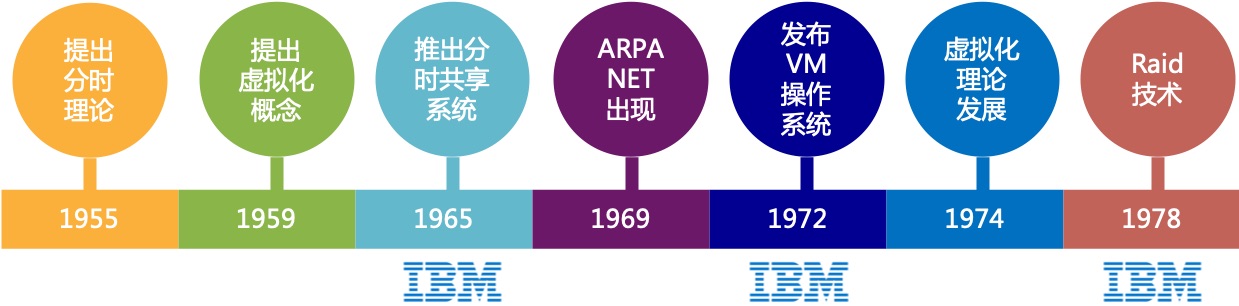 提出
分时
理论
提出
虚拟化
概念
推出分
时共享
系统
ARPA
NET
出现
发布
VM
操作
系统
虚拟化
理论
发展
Raid
技术
1955
1959
1965
1969
1972
1974
1978
IBM
IBM
IBM